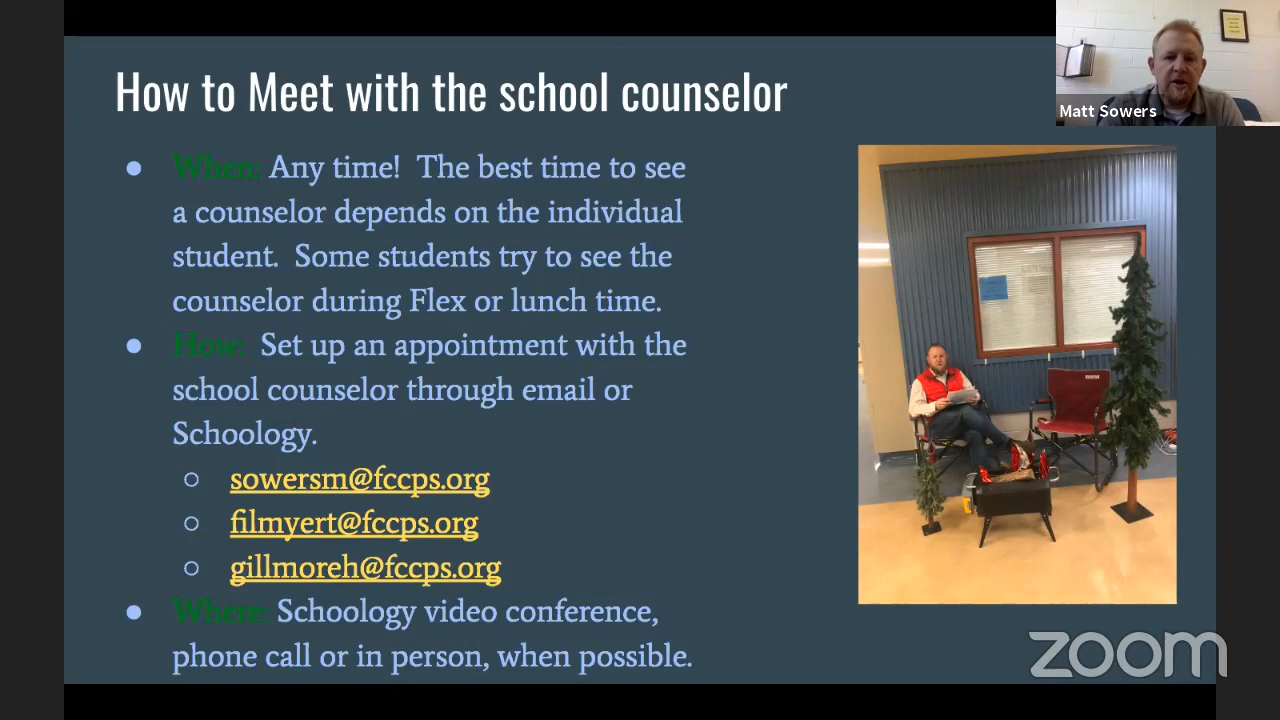 How to Meet with the school counselor
Matt Sowers
● When: Any time!  The best time to see
a counselor depends on the individual
student.  Some students try to see the
counselor during Flex or lunch time.
● How:  Set up an appointment with the
school counselor through email or
Schoology.
○ sowersm@fccps.org
○ filmyert@fccps.org
○ gillmoreh@fccps.org
● Where: Schoology video conference,
phone call or in person, when possible.
zoom